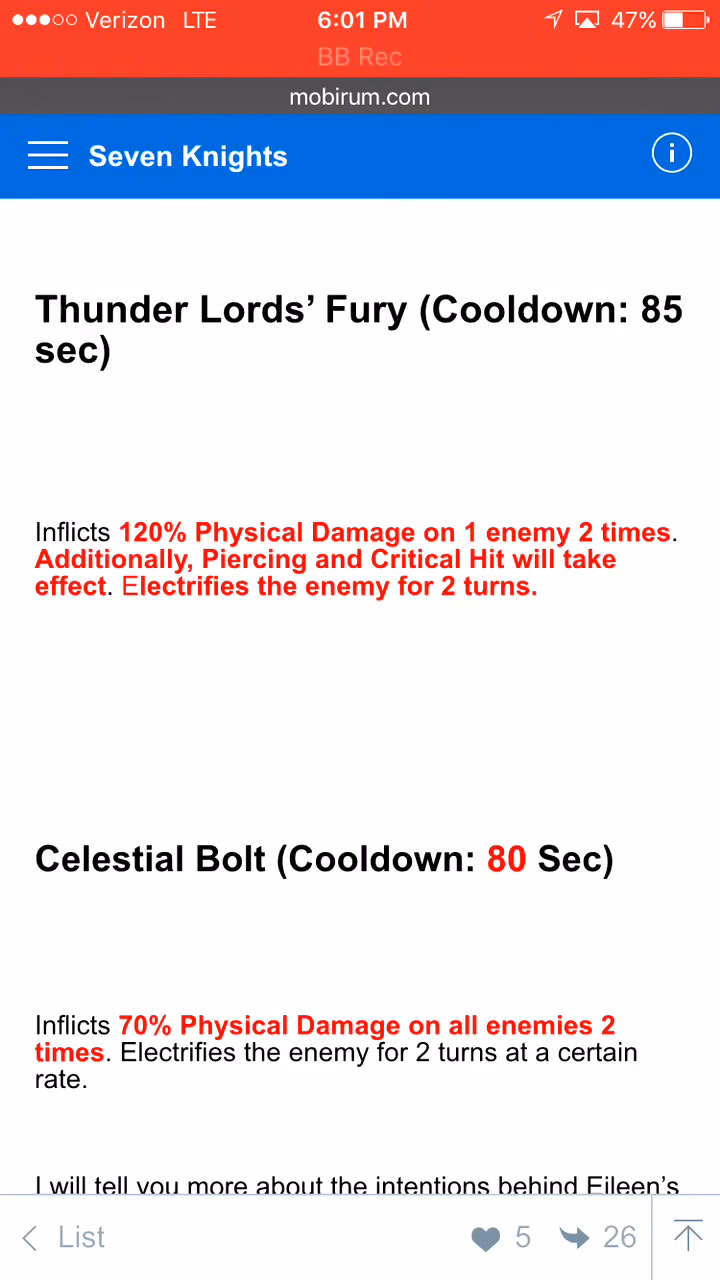 Verizon LTE 6:01 PM 47%
BB Rec
mobirum.com
Seven Knights
Thunder Lords’ Fury (Cooldown: 85
sec)
Inflicts 120% Physical Damage on 1 enemy 2 times.
Additionally, Piercing and Critical Hit will take
effect. Electrifies the enemy for 2 turns.
Celestial Bolt (Cooldown: 80 Sec)
Inflicts 70% Physical Damage on all enemies 2
times. Electrifies the enemy for 2 turns at a certain
rate.
I will tell you more about the intentions behind Eileen’s
List 5 26